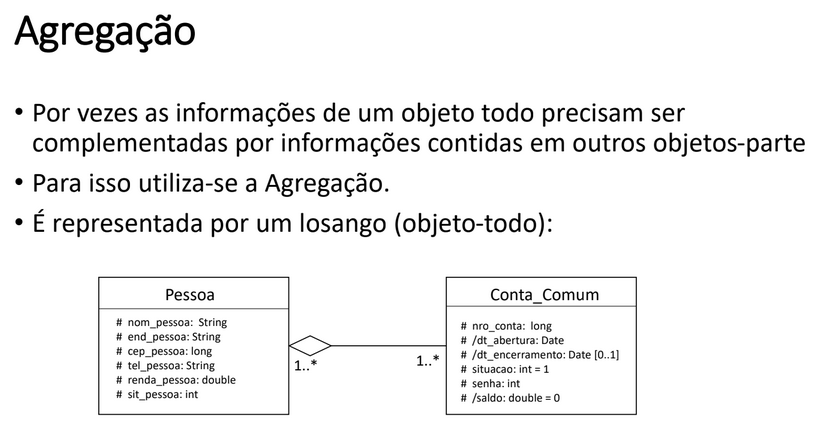 Agregação
• Por vezes as informações de um objeto todo precisam ser
complementadas por informações contidas em outros objetos-parte
• Para isso utiliza-se a Agregação.
• É representada por um losango (objeto-todo):
Pessoa
# nom_pessoa: String
# end_pessoa: String
# cep_pessoa: long
# tel_pessoa: String
# renda_pessoa: double
# sit_pessoa: int
1..*
1..*
Conta_Comum
# nro_conta: long
# /dt_abertura: Date
# /dt_encerramento: Date [0..1]
# situacao: int = 1
# senha: int
# /saldo: double = 0